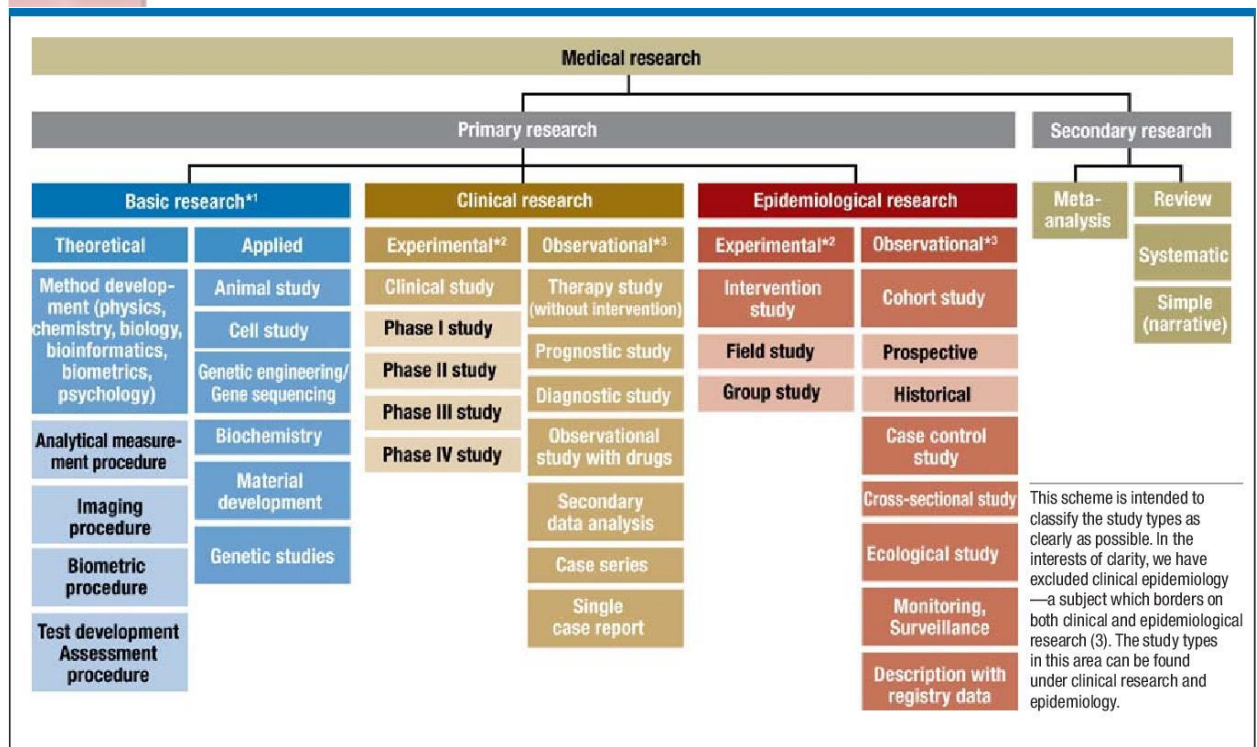 Medical research
Primary research
Secondary research
Basic research*1
Clinical research
Epidemiological research
Meta-
analysis
Review
Systematic
Simple
(narrative)
Theoretical
Method develop-
ment (physics,
chemistry, biology,
bioinformatics,
biometrics,
psychology)
Analytical measure-
ment procedure
Imaging
procedure
Biometric
procedure
Test development
Assessment
procedure
Applied
Animal study
Cell study
Genetic engineering/
Gene sequencing
Biochemistry
Material
development
Genetic studies
Experimental*2
Clinical study
Phase I study
Phase II study
Phase III study
Phase IV study
Observational*3
Therapy study
(without intervention)
Prognostic study
Diagnostic study
Observational
study with drugs
Secondary
data analysis
Case series
Single
case report
Experimental*2
Intervention
study
Field study
Group study
Observational*3
Cohort study
Prospective
Historical
Case control
study
Cross-sectional study
Ecological study
Monitoring,
Surveillance
Description with
registry data
This scheme is intended to
classify the study types as
clearly as possible. In the
interests of clarity, we have
excluded clinical epidemiology
—a subject which borders on
both clinical and epidemiological
research (3). The study types
in this area can be found
under clinical research and
epidemiology.